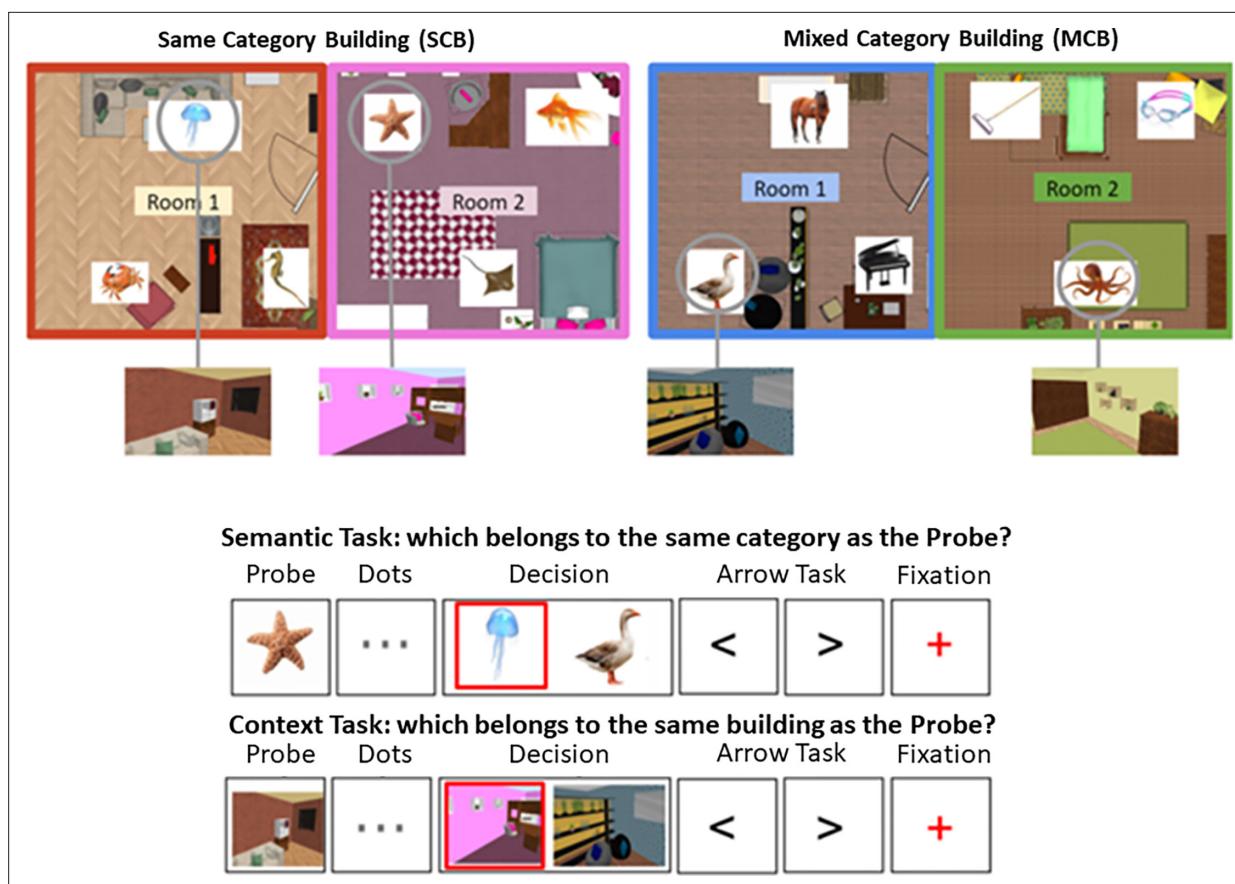 Same Category Building (SCB)
Mixed Category Building (MCB)
Room 1
Room 2
Room 1
Room 2
Semantic Task: which belongs to the same category as the Probe?
Probe Dots Decision Arrow Task Fixation
... < > +
Context Task: which belongs to the same building as the Probe?
Probe Dots Decision Arrow Task Fixation
... < > +